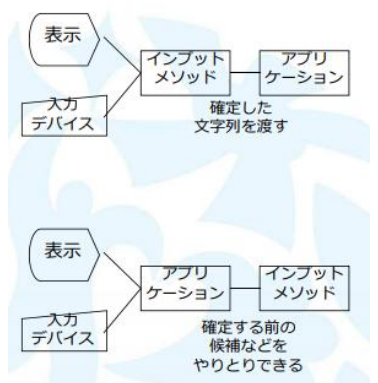 表示
インプット
メソッド
アプリ
ケーション
入力
デバイス
確定した
文字列を渡す
表示
アプリ
ケーション
インプット
メソッド
入力
デバイス
確定する前の
候補などを
やりとりできる